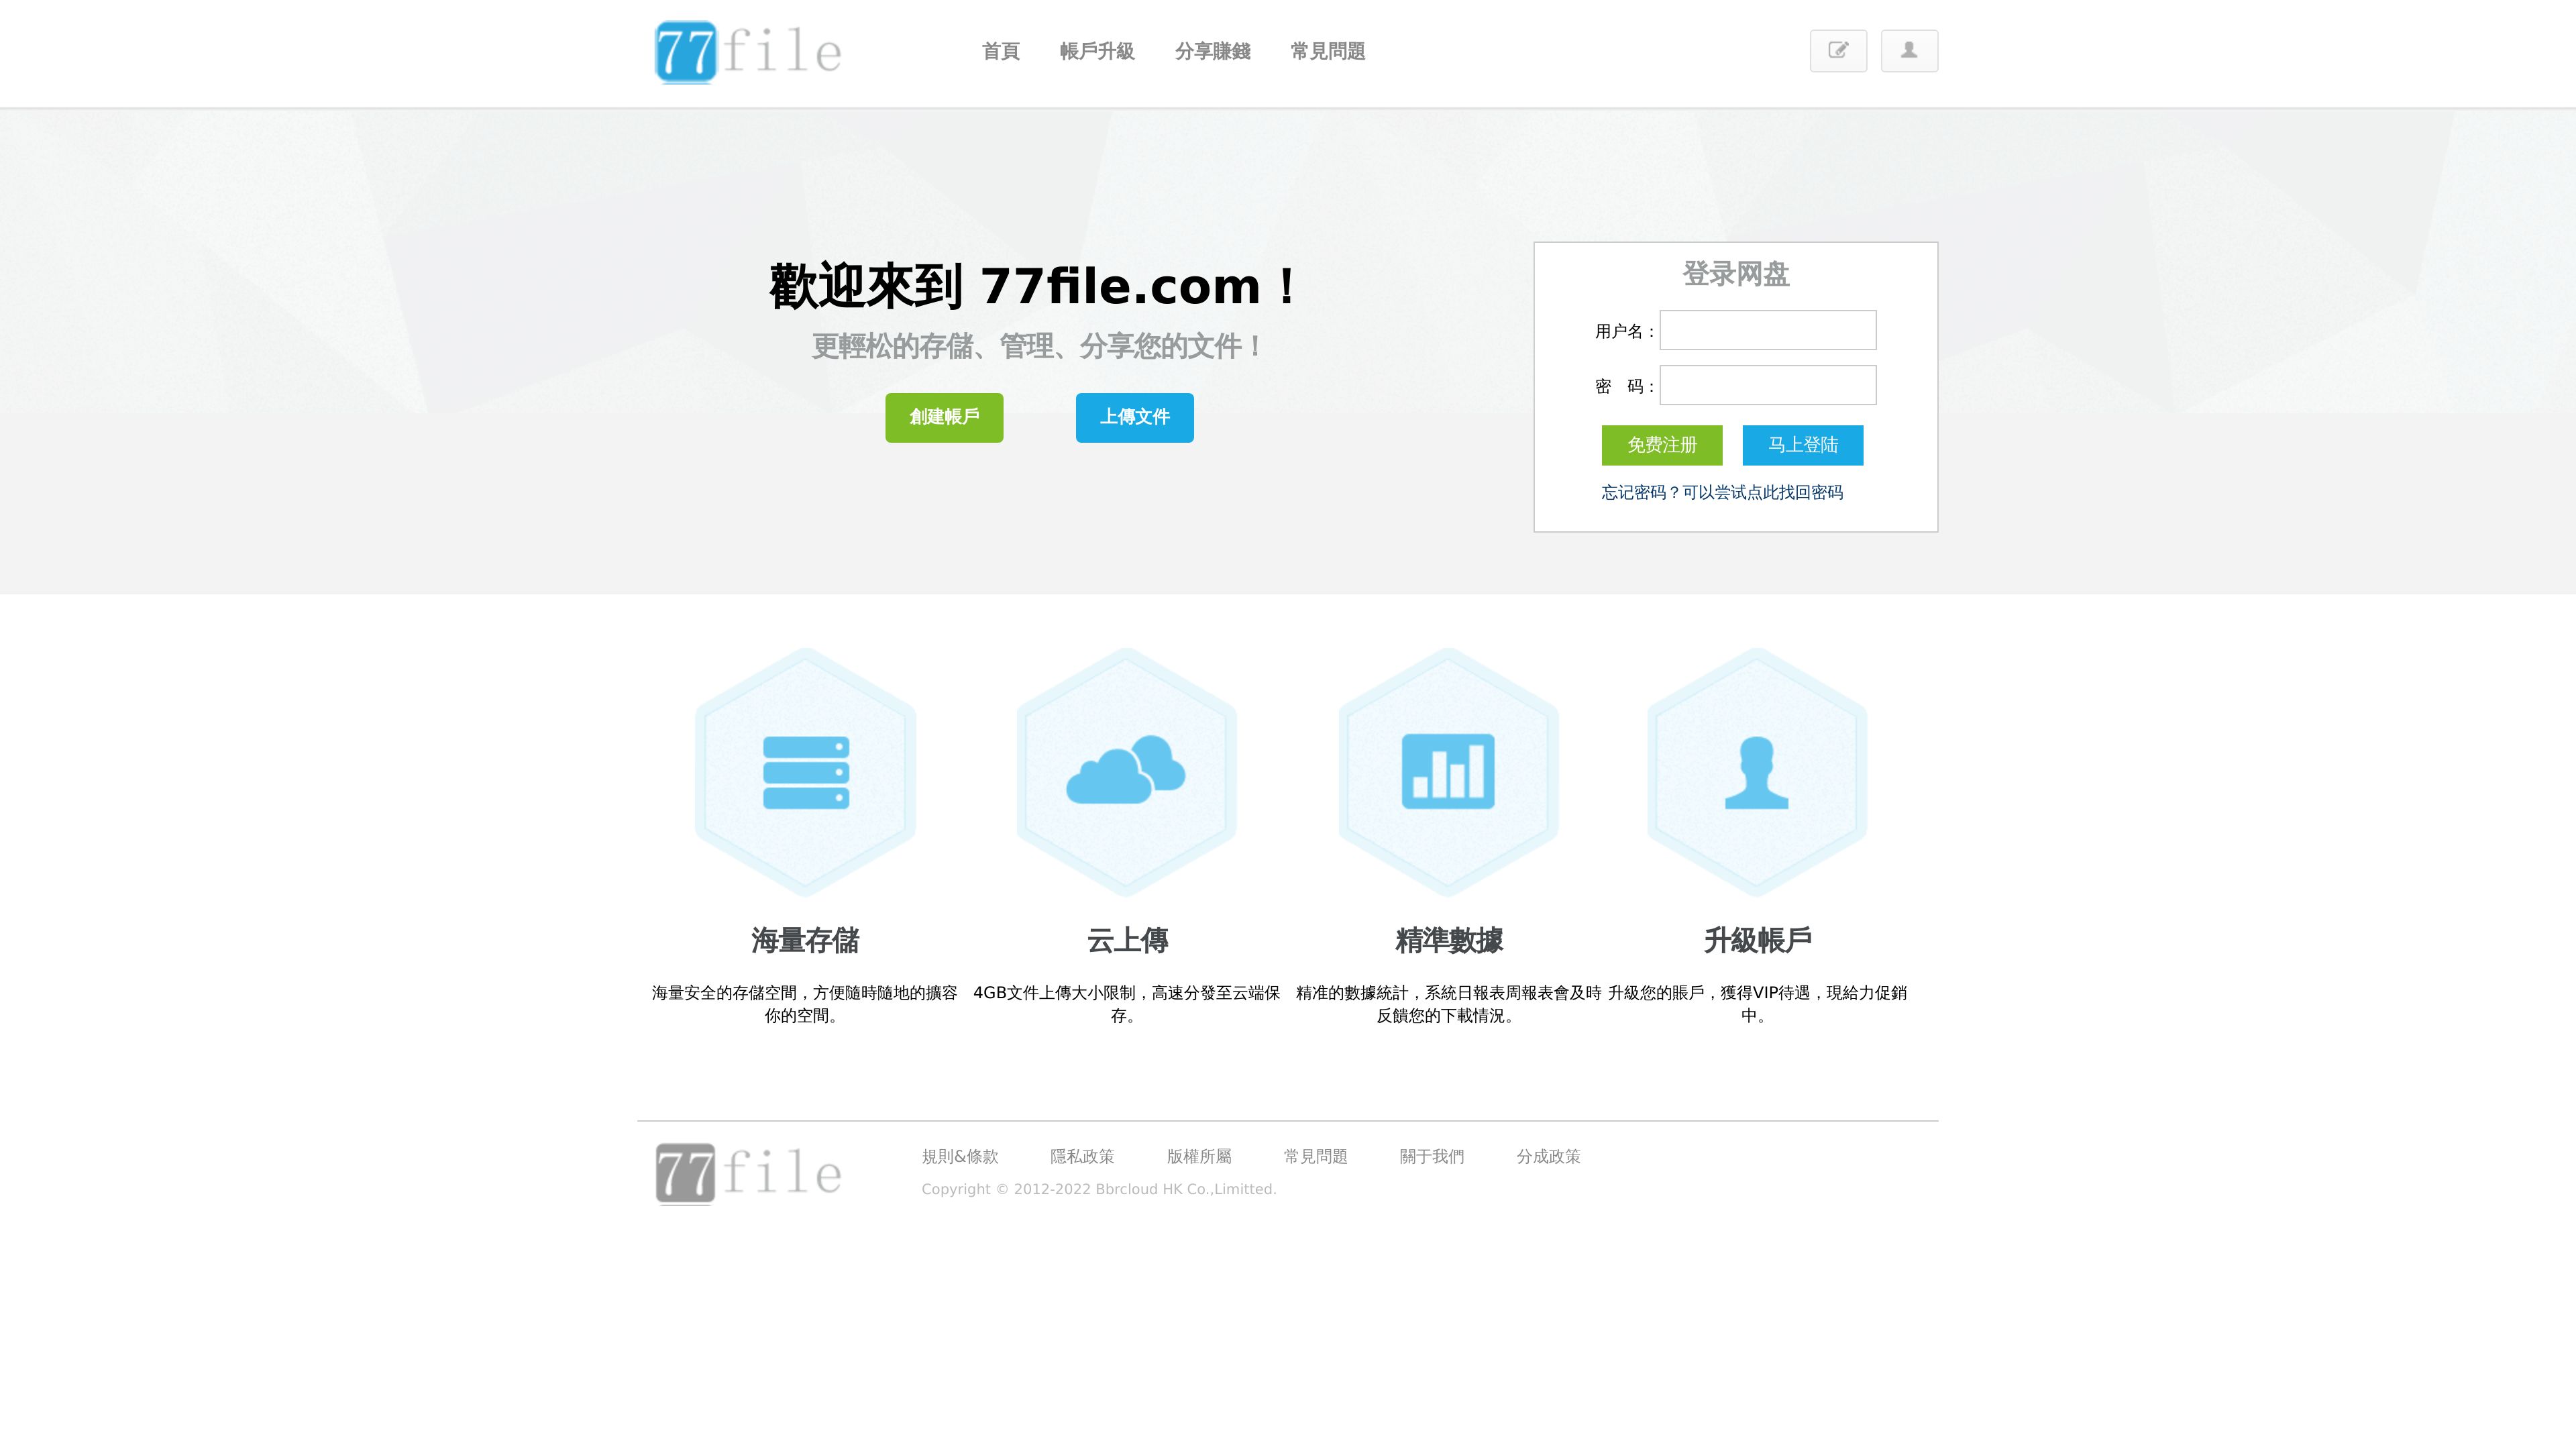 77file
首頁 帳戶升級 分享賺錢 常見問題
歡迎來到 77file.com！
更輕松的存儲、管理、分享您的文件！
創建帳戶 上傳文件
登录网盘
用户名：
密 码：
免费注册 马上登陆
忘记密码？可以尝试点此找回密码
海量存儲
海量安全的存儲空間，方便隨時隨地的擴容
你的空間。
云上傳
4GB文件上傳大小限制，高速分發至云端保
存。
精準數據
精准的數據統計，系統日報表周報表會及時
反饋您的下載情況。
升級帳戶
升級您的賬戶，獲得VIP待遇，現給力促銷
中。
77file
規則&條款 隱私政策 版權所屬 常見問題 關于我們 分成政策
Copyright © 2012-2022 Bbrcloud HK Co.,Limitted.